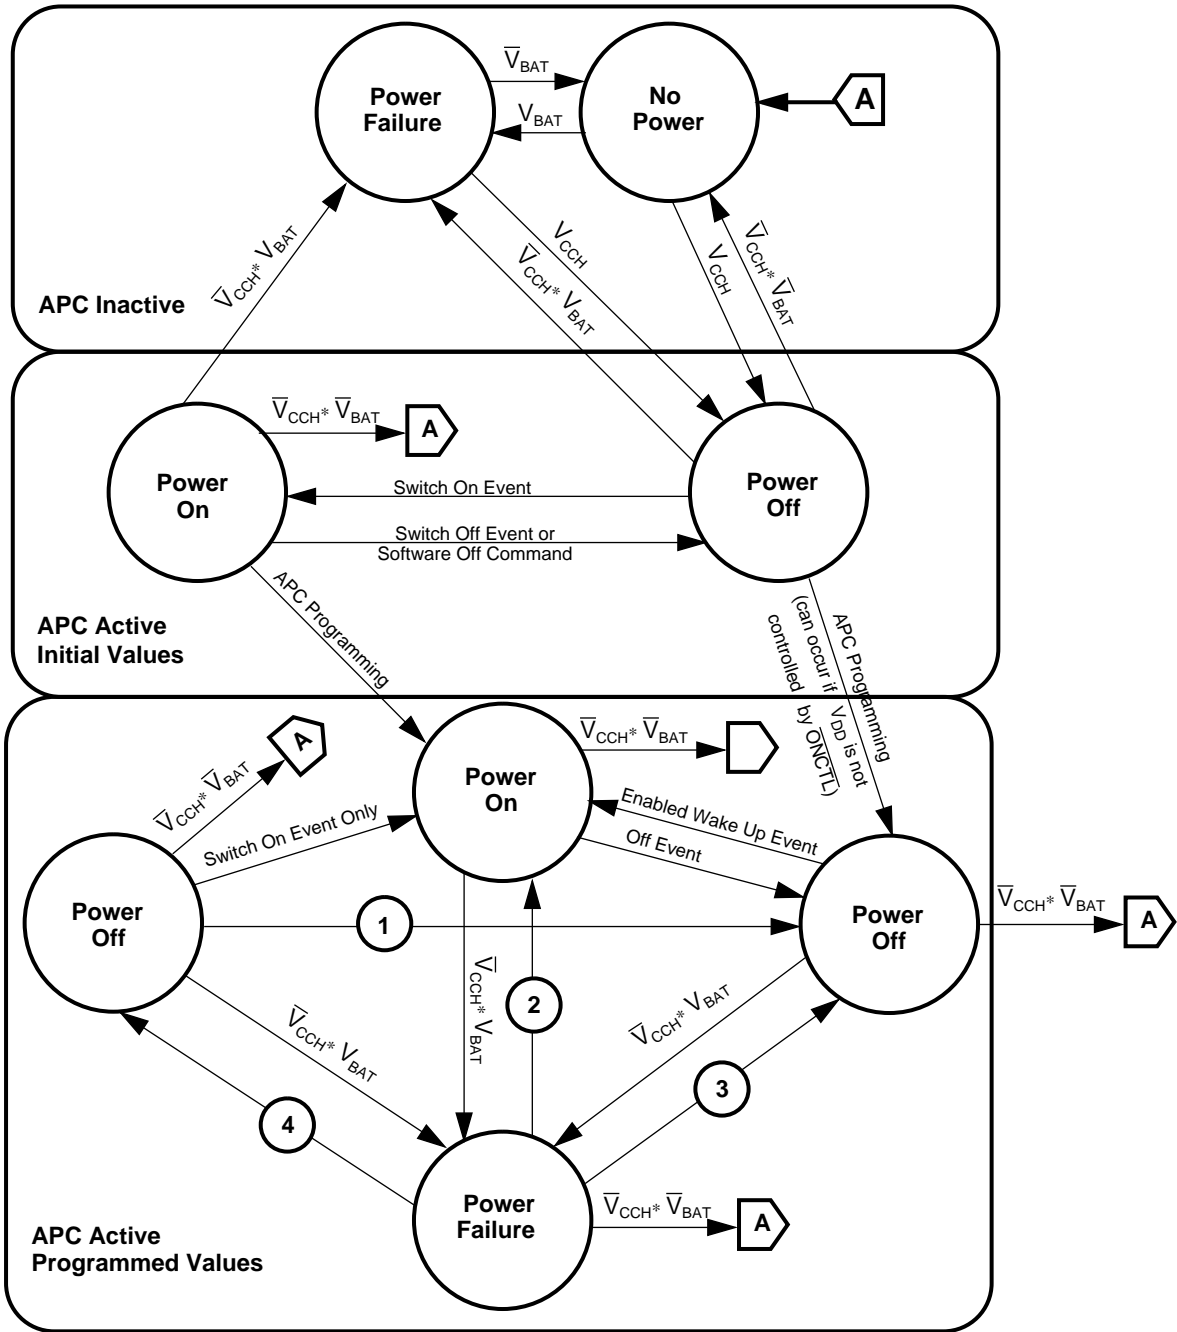 V̅BAT
Power
Failure
No
Power
A
VBAT
V̅CCH* VBAT
VCCH
V̅CCH* VBAT
VCCH
V̅CCH* V̅BAT
APC Inactive
V̅CCH* V̅BAT
A
Power
On
Switch On Event
Power
Off
Switch Off Event or
Software Off Command
APC Programming
APC Programming
(can occur if VDD is not
controlled by O̅N̅C̅T̅L̅)
APC Active
Initial Values
A
V̅CCH* V̅BAT
V̅CCH* V̅BAT
Power
On
Switch On Event Only
Enabled Wake Up Event
Off Event
Power
Off
1
Power
Off
V̅CCH* V̅BAT
A
V̅CCH* VBAT
2
V̅CCH* VBAT
V̅CCH* VBAT
3
4
Power
Failure
V̅CCH* V̅BAT
A
APC Active
Programmed Values